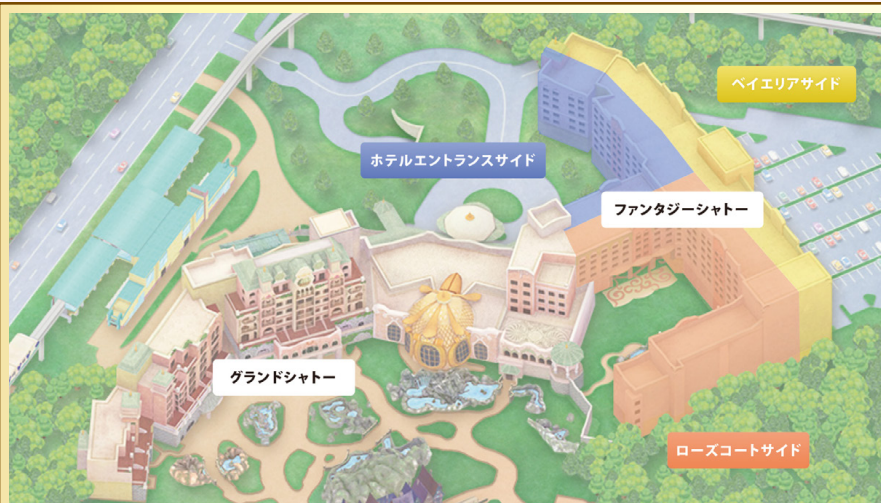 ベイエリアサイド
ホテルエントランスサイド
ファンタジーシャトー
グランドシャトー
ローズコートサイド